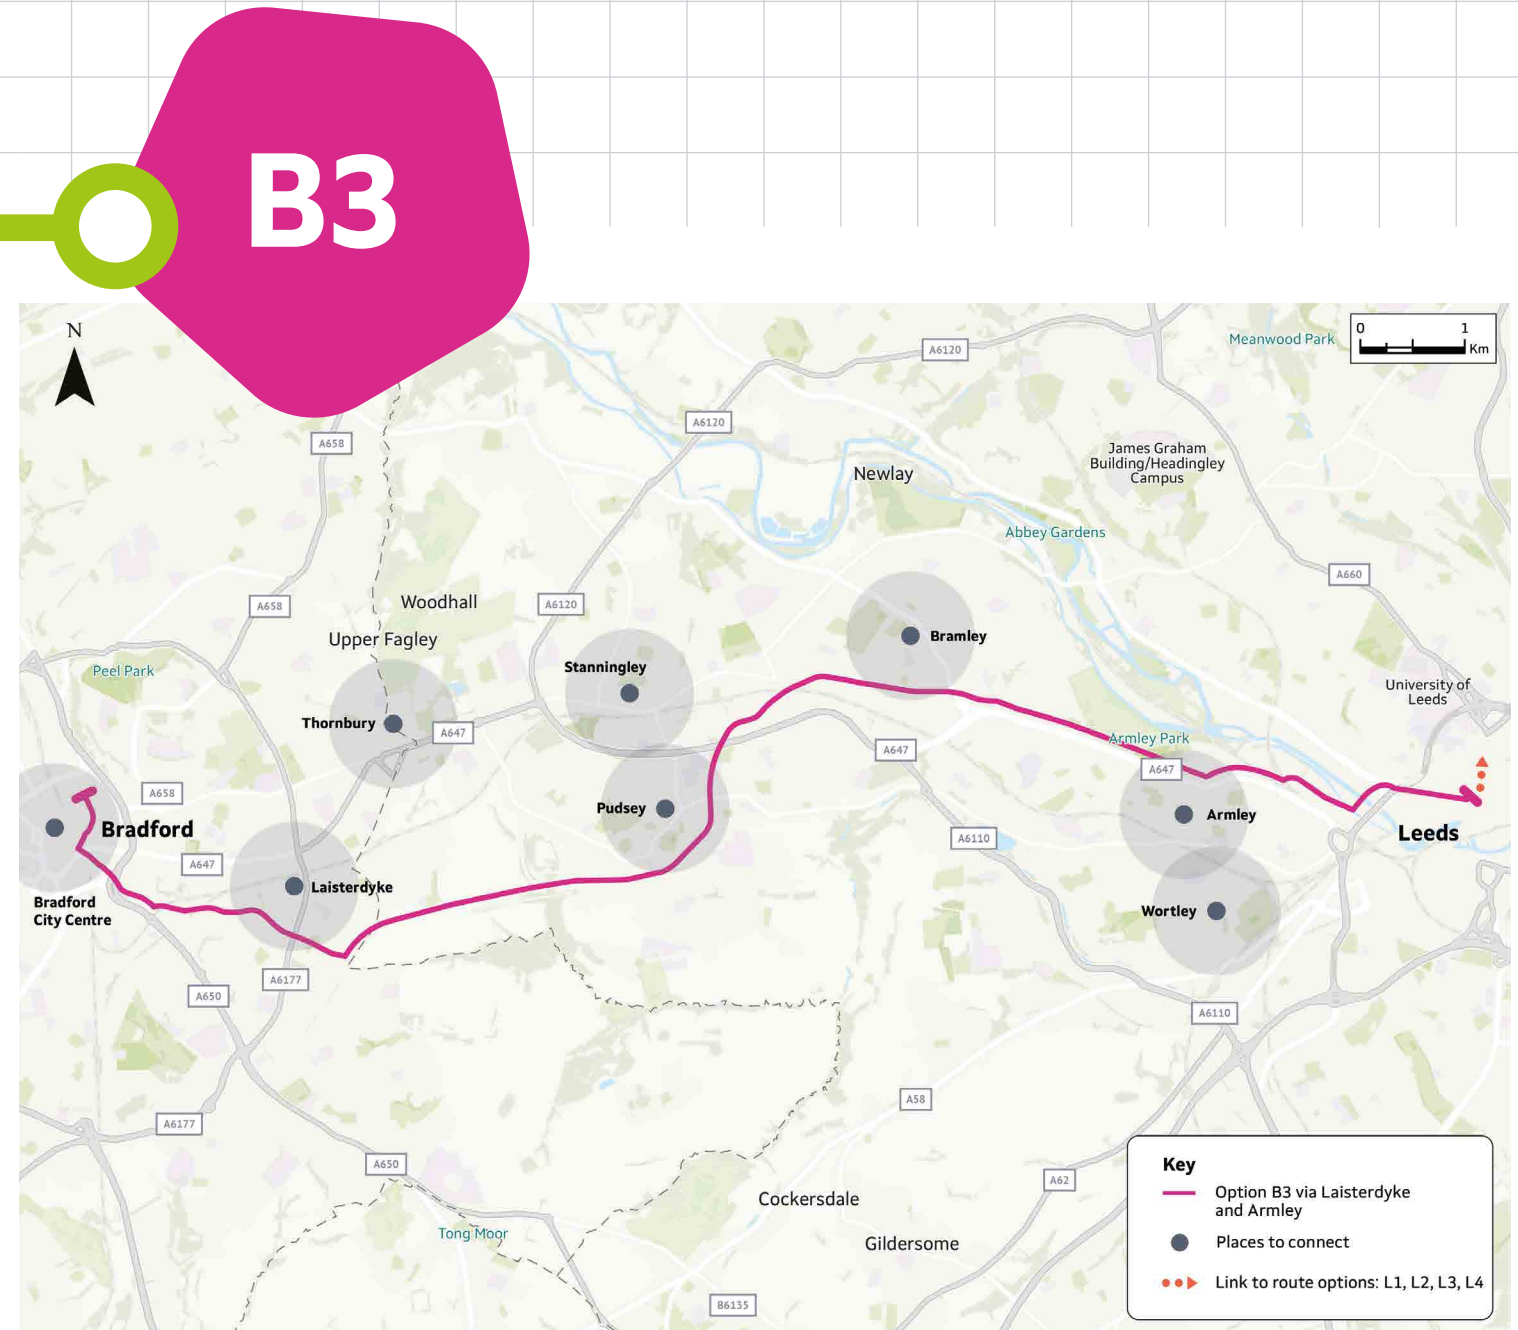 B3
N
0 1
Km
Meanwood Park
A6120
A6120
A658
James Graham
Building/Headingley
Campus
Newlay
Abbey Gardens
A660
A658
Woodhall
A6120
Upper Fagley
Bramley
Peel Park
Stanningley
University of
Leeds
Thornbury
A647
A647
Armley Park
A647
A658
Pudsey
Armley
Bradford
Leeds
A6110
A647
Laisterdyke
Bradford
City Centre
Wortley
A6177
A650
A6110
A58
A6177
A650
A62
Cockersdale
Tong Moor
Gildersome
B6135
Key
Option B3 via Laisterdyke
and Armley
Places to connect
Link to route options: L1, L2, L3, L4